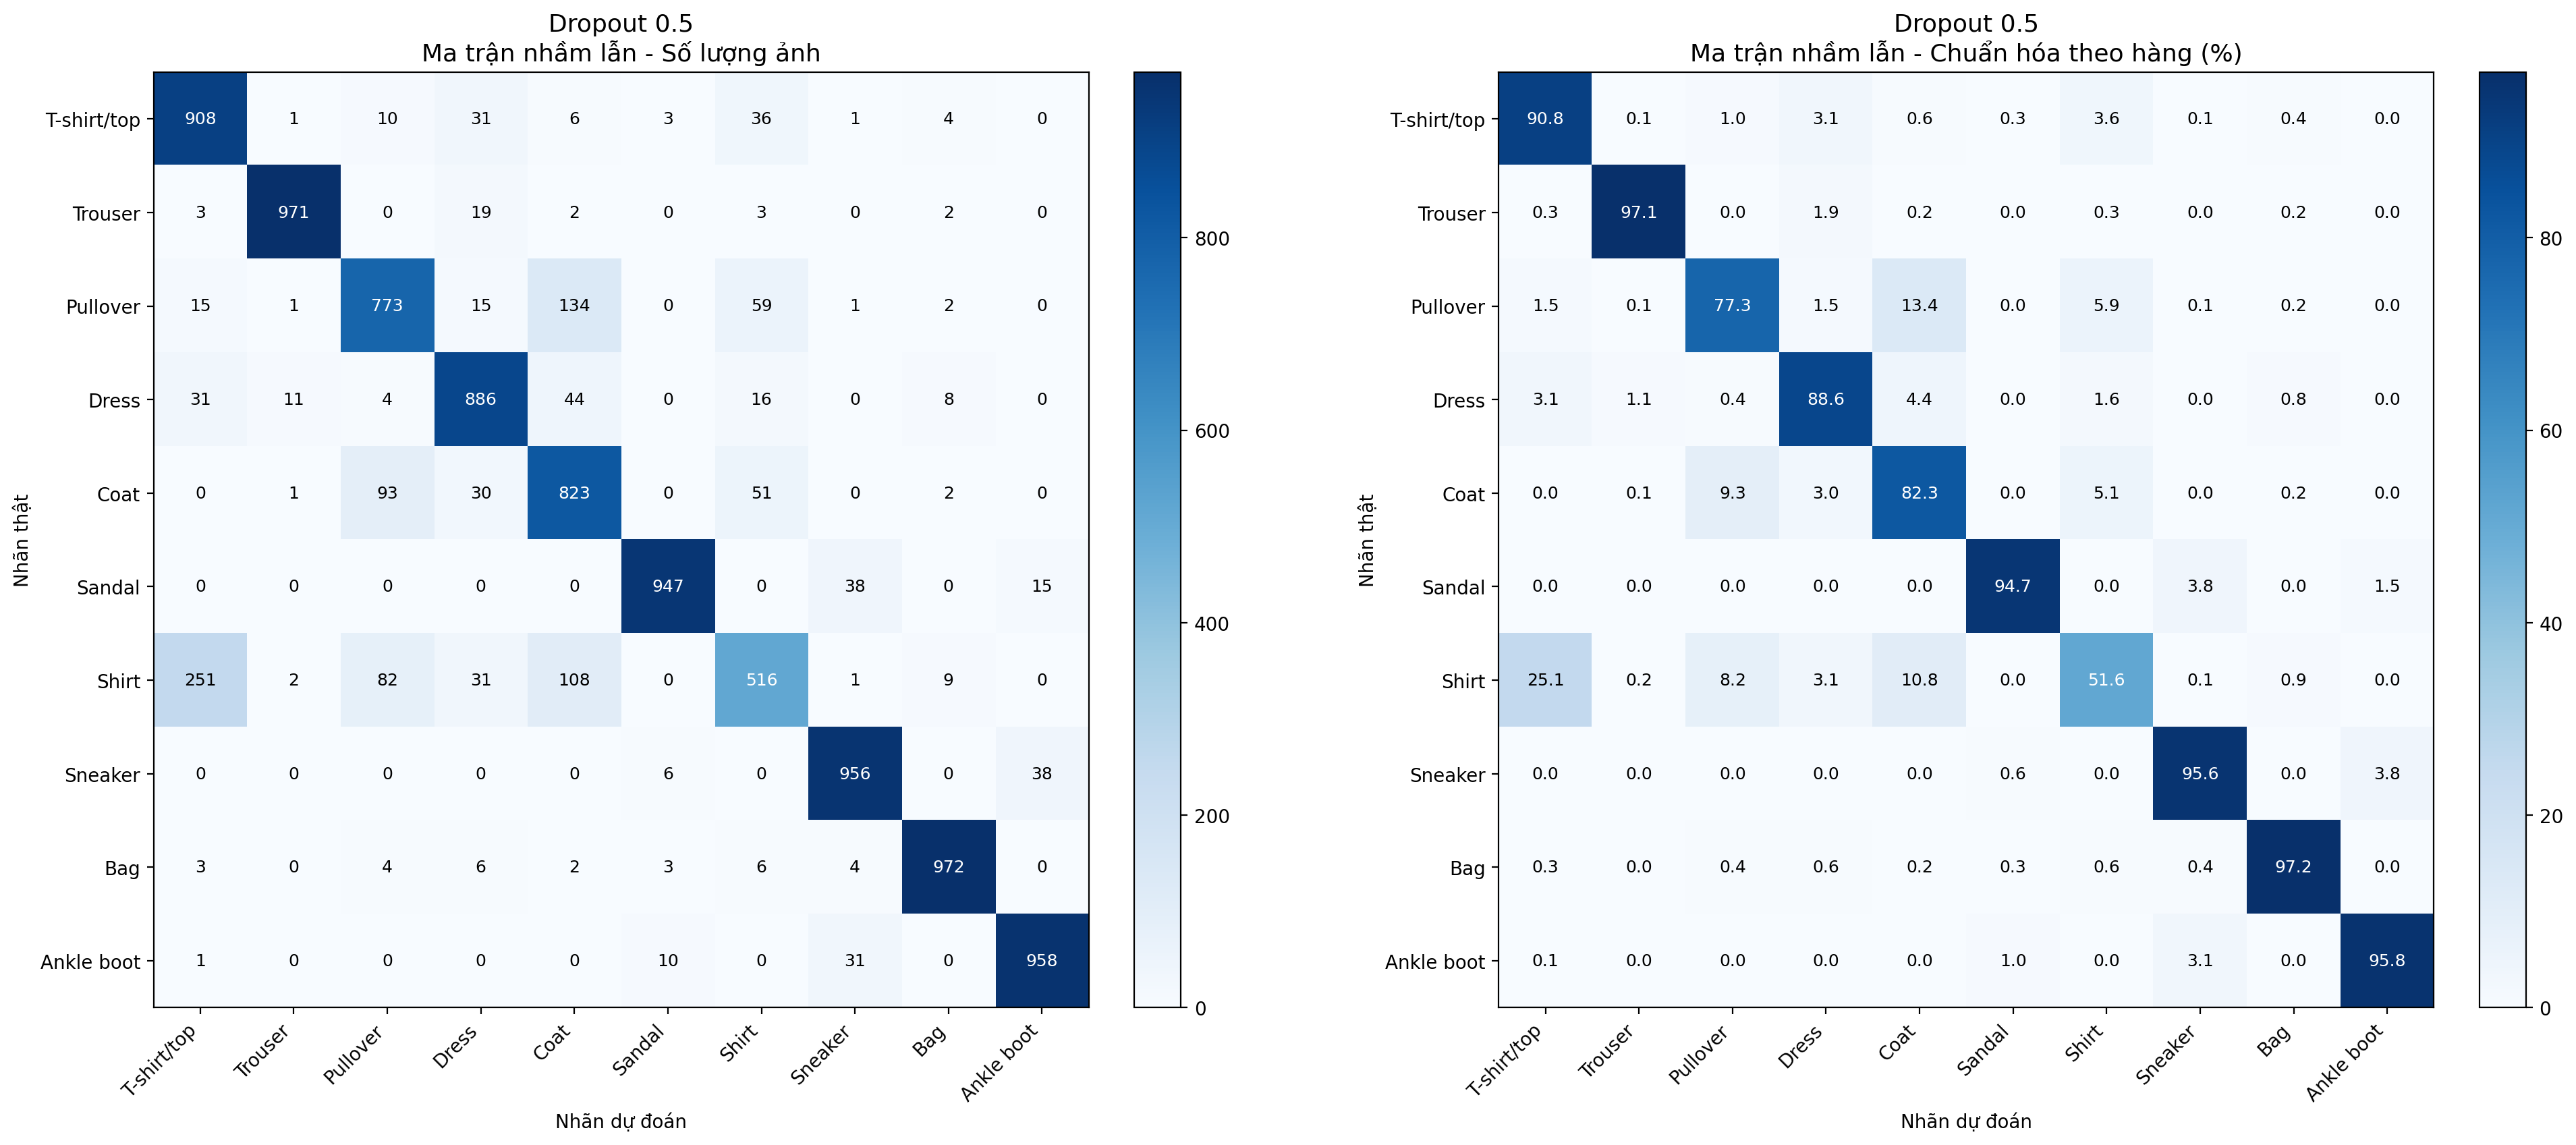 Dropout 0.5
Ma trận nhầm lẫn - Số lượng ảnh
Nhãn thật
T-shirt/top 908 1 10 31 6 3 36 1 4 0
Trouser 3 971 0 19 2 0 3 0 2 0
Pullover 15 1 773 15 134 0 59 1 2 0
Dress 31 11 4 886 44 0 16 0 8 0
Coat 0 1 93 30 823 0 51 0 2 0
Sandal 0 0 0 0 0 947 0 38 0 15
Shirt 251 2 82 31 108 0 516 1 9 0
Sneaker 0 0 0 0 0 6 0 956 0 38
Bag 3 0 4 6 2 3 6 4 972 0
Ankle boot 1 0 0 0 0 10 0 31 0 958
T-shirt/top Trouser Pullover Dress Coat Sandal Shirt Sneaker Bag Ankle boot
Nhãn dự đoán
800
600
400
200
0
Dropout 0.5
Ma trận nhầm lẫn - Chuẩn hóa theo hàng (%)
Nhãn thật
T-shirt/top 90.8 0.1 1.0 3.1 0.6 0.3 3.6 0.1 0.4 0.0
Trouser 0.3 97.1 0.0 1.9 0.2 0.0 0.3 0.0 0.2 0.0
Pullover 1.5 0.1 77.3 1.5 13.4 0.0 5.9 0.1 0.2 0.0
Dress 3.1 1.1 0.4 88.6 4.4 0.0 1.6 0.0 0.8 0.0
Coat 0.0 0.1 9.3 3.0 82.3 0.0 5.1 0.0 0.2 0.0
Sandal 0.0 0.0 0.0 0.0 0.0 94.7 0.0 3.8 0.0 1.5
Shirt 25.1 0.2 8.2 3.1 10.8 0.0 51.6 0.1 0.9 0.0
Sneaker 0.0 0.0 0.0 0.0 0.0 0.6 0.0 95.6 0.0 3.8
Bag 0.3 0.0 0.4 0.6 0.2 0.3 0.6 0.4 97.2 0.0
Ankle boot 0.1 0.0 0.0 0.0 0.0 1.0 0.0 3.1 0.0 95.8
T-shirt/top Trouser Pullover Dress Coat Sandal Shirt Sneaker Bag Ankle boot
Nhãn dự đoán
80
60
40
20
0